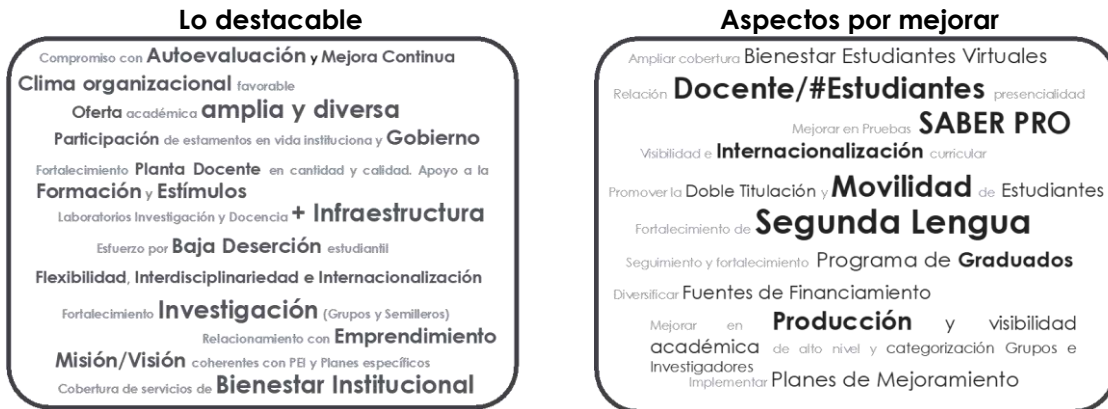 Lo destacable
Compromiso con Autoevaluación y Mejora Continua
Clima organizacional favorable
Oferta académica amplia y diversa
Participación de estamentos en vida instituciona y Gobierno
Fortalecimiento Planta Docente en cantidad y calidad. Apoyo a la
Formación y Estímulos
Laboratorios Investigación y Docencia + Infraestructura
Esfuerzo por Baja Deserción estudiantil
Flexibilidad, Interdisciplinariedad e Internacionalización
Fortalecimiento Investigación (Grupos y Semilleros)
Relacionamiento con Emprendimiento
Misión/Visión coherentes con PEI y Planes específicos
Cobertura de servicios de Bienestar Institucional
Aspectos por mejorar
Ampliar cobertura Bienestar Estudiantes Virtuales
Relación Docente/#Estudiantes presencialidad
Mejorar en Pruebas SABER PRO
Visibilidad e Internacionalización curricular
Promover la Doble Titulación y Movilidad de Estudiantes
Fortalecimiento de Segunda Lengua
Seguimiento y fortalecimiento Programa de Graduados
Diversificar Fuentes de Financiamiento
Mejorar en Producción y visibilidad
académica de alto nivel y categorización Grupos e
Investigadores
Implementar Planes de Mejoramiento